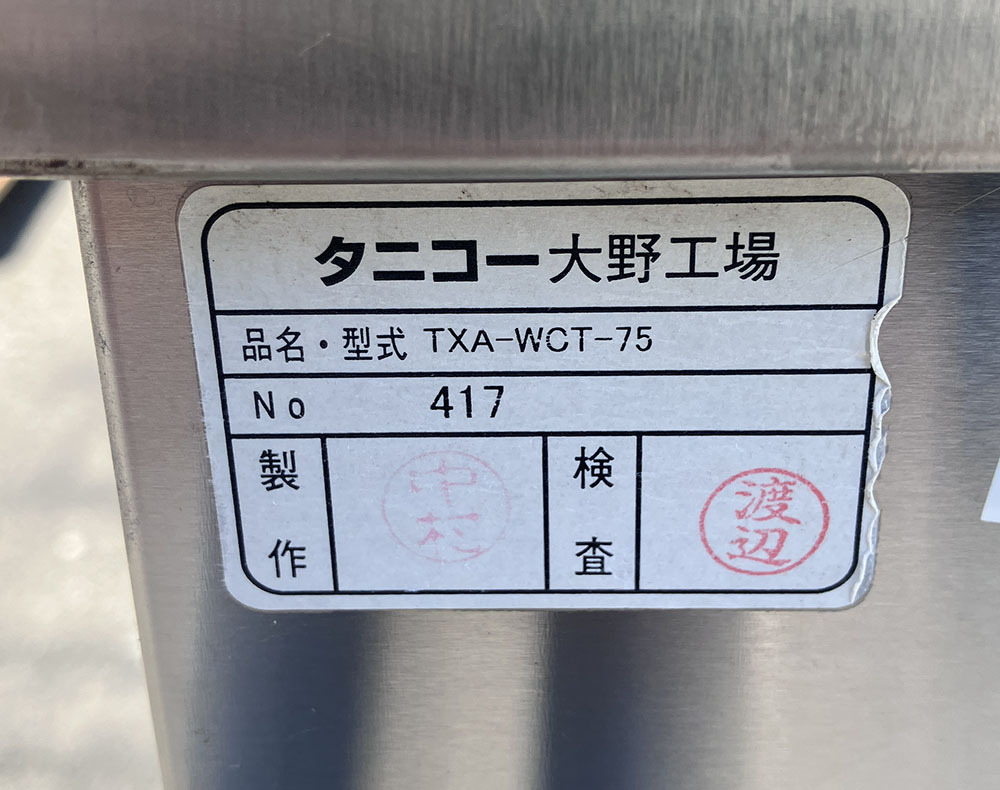 タニコー大野工場
品名・型式 TXA-WCT-75
No 417
製作 中村 検査 渡辺